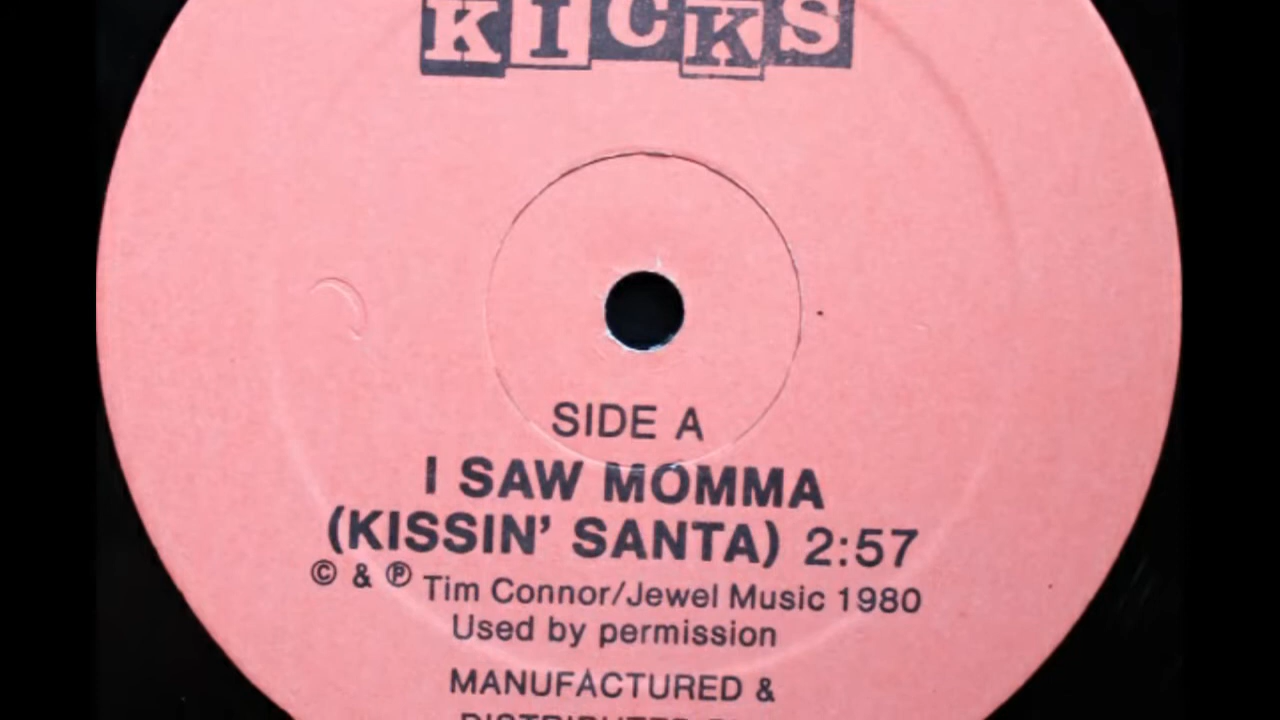 KICKS
SIDE A
I SAW MOMMA
(KISSIN' SANTA) 2:57
© & ℗ Tim Connor/Jewel Music 1980
Used by permission
MANUFACTURED &